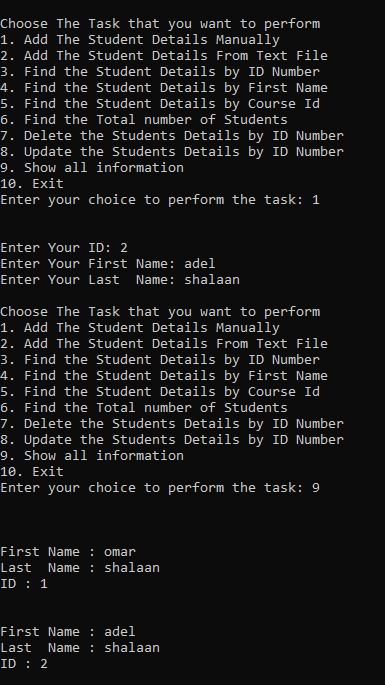 Choose The Task that you want to perform
1. Add The Student Details Manually
2. Add The Student Details From Text File
3. Find the Student Details by ID Number
4. Find the Student Details by First Name
5. Find the Student Details by Course Id
6. Find the Total number of Students
7. Delete the Students Details by ID Number
8. Update the Students Details by ID Number
9. Show all information
10. Exit
Enter your choice to perform the task: 1
Enter Your ID: 2
Enter Your First Name: adel
Enter Your Last  Name: shalaan
Choose The Task that you want to perform
1. Add The Student Details Manually
2. Add The Student Details From Text File
3. Find the Student Details by ID Number
4. Find the Student Details by First Name
5. Find the Student Details by Course Id
6. Find the Total number of Students
7. Delete the Students Details by ID Number
8. Update the Students Details by ID Number
9. Show all information
10. Exit
Enter your choice to perform the task: 9
First Name : omar
Last  Name : shalaan
ID : 1
First Name : adel
Last  Name : shalaan
ID : 2